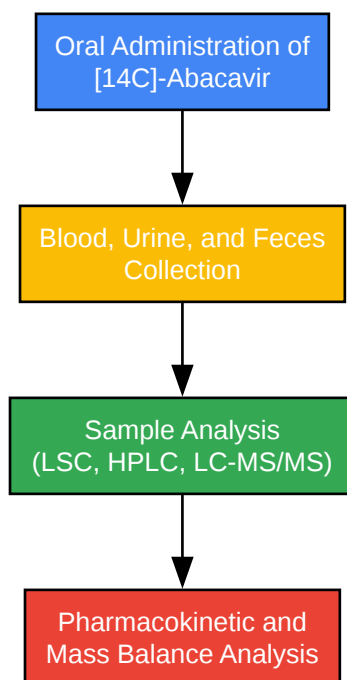 Oral Administration of
[14C]-Abacavir
Blood, Urine, and Feces
Collection
Sample Analysis
(LSC, HPLC, LC-MS/MS)
Pharmacokinetic and
Mass Balance Analysis